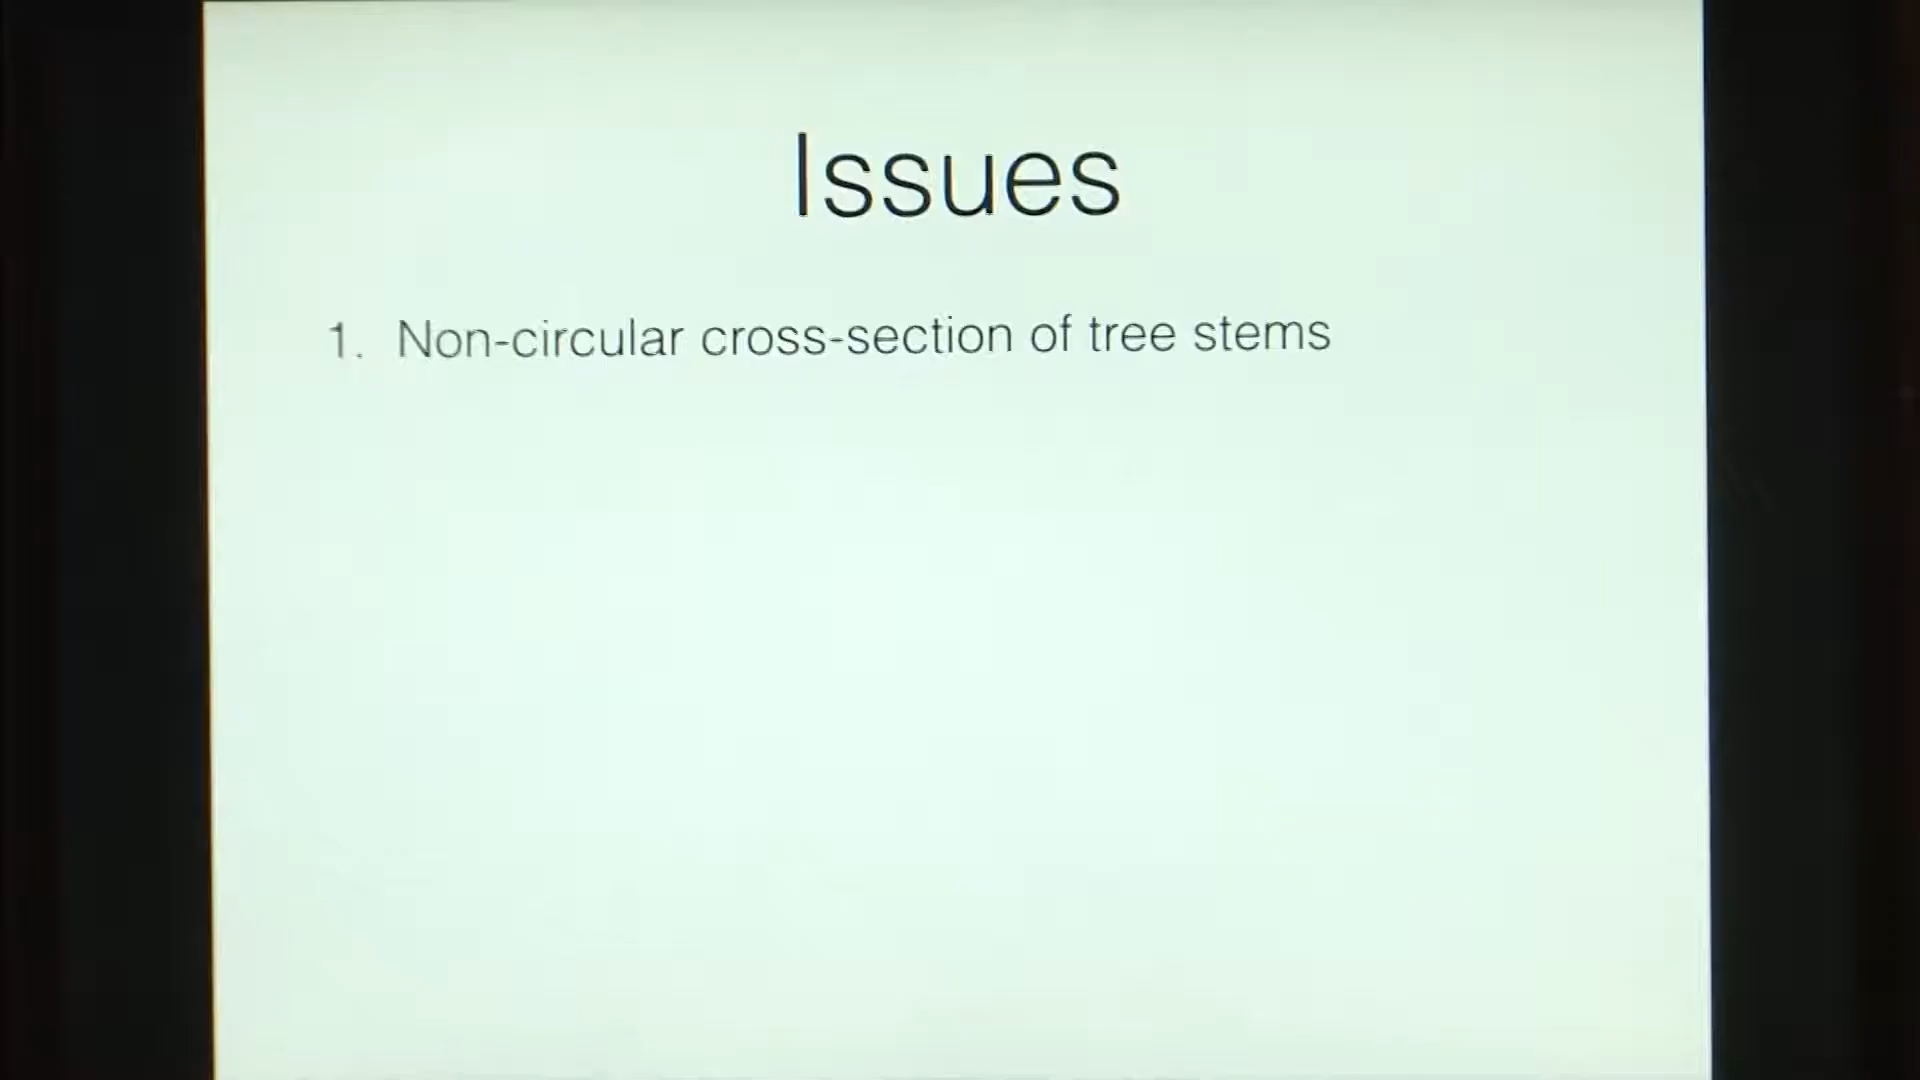 Issues
1. Non-circular cross-section of tree stems